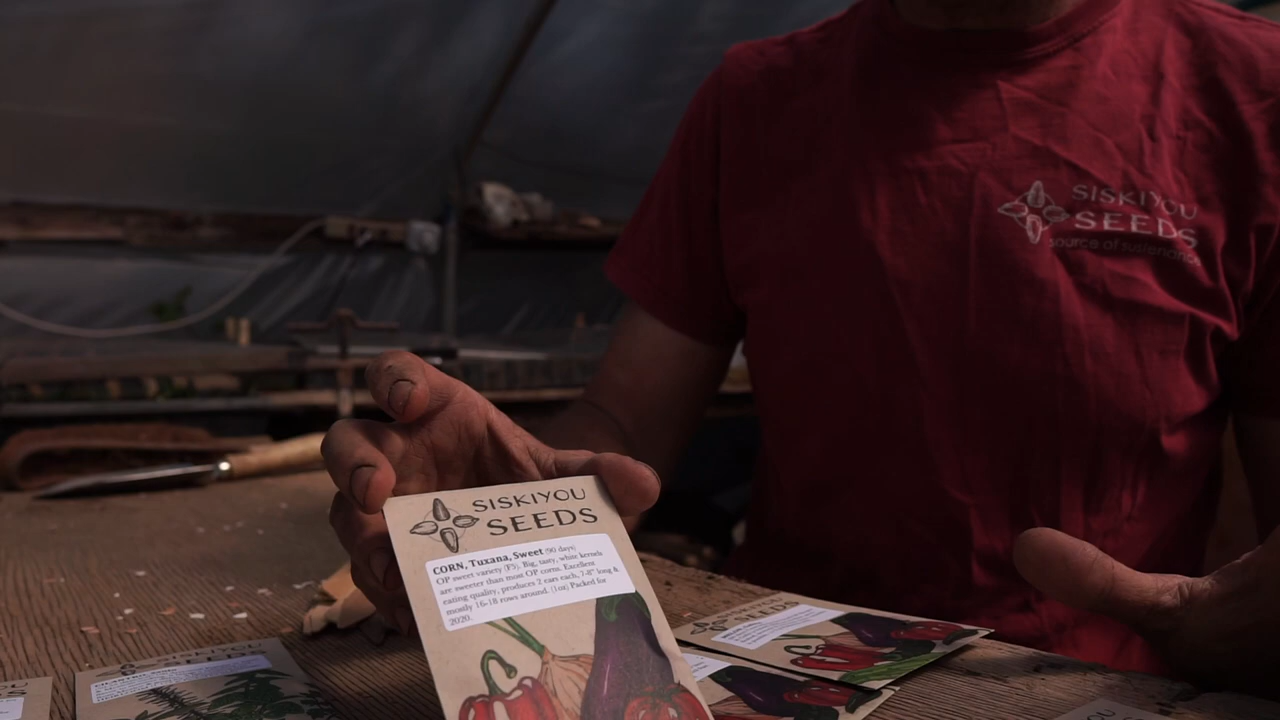 SISKIYOU
SEEDS
source of sustenance
SISKIYOU
SEEDS
CORN, Tuxana, Sweet (90 days)
OP sweet variety (F5). Big, tasty, white kernels
are sweeter than most OP corns. Excellent
eating quality, produces 2 ears each, 7-8" long &
mostly 16-18 rows around. (1oz) Packed for
2020.